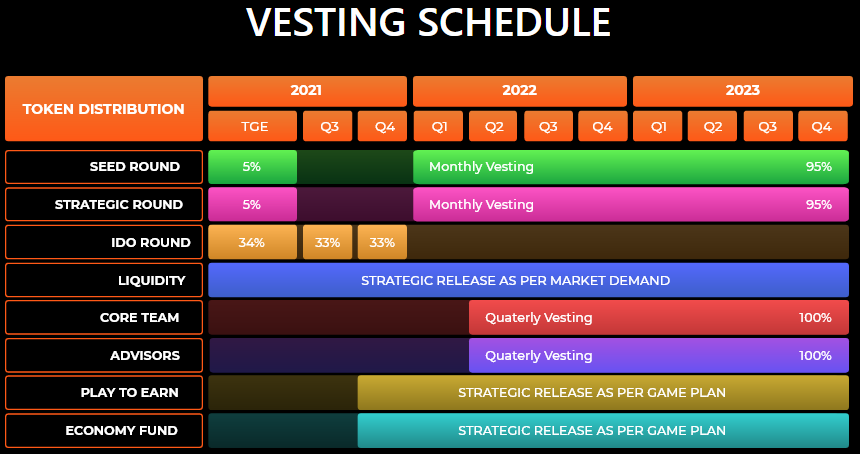 VESTING SCHEDULE
TOKEN DISTRIBUTION
2021 2022 2023
TGE Q3 Q4 Q1 Q2 Q3 Q4 Q1 Q2 Q3 Q4
SEED ROUND 5% Monthly Vesting 95%
STRATEGIC ROUND 5% Monthly Vesting 95%
IDO ROUND 34% 33% 33%
LIQUIDITY STRATEGIC RELEASE AS PER MARKET DEMAND
CORE TEAM Quaterly Vesting 100%
ADVISORS Quaterly Vesting 100%
PLAY TO EARN STRATEGIC RELEASE AS PER GAME PLAN
ECONOMY FUND STRATEGIC RELEASE AS PER GAME PLAN